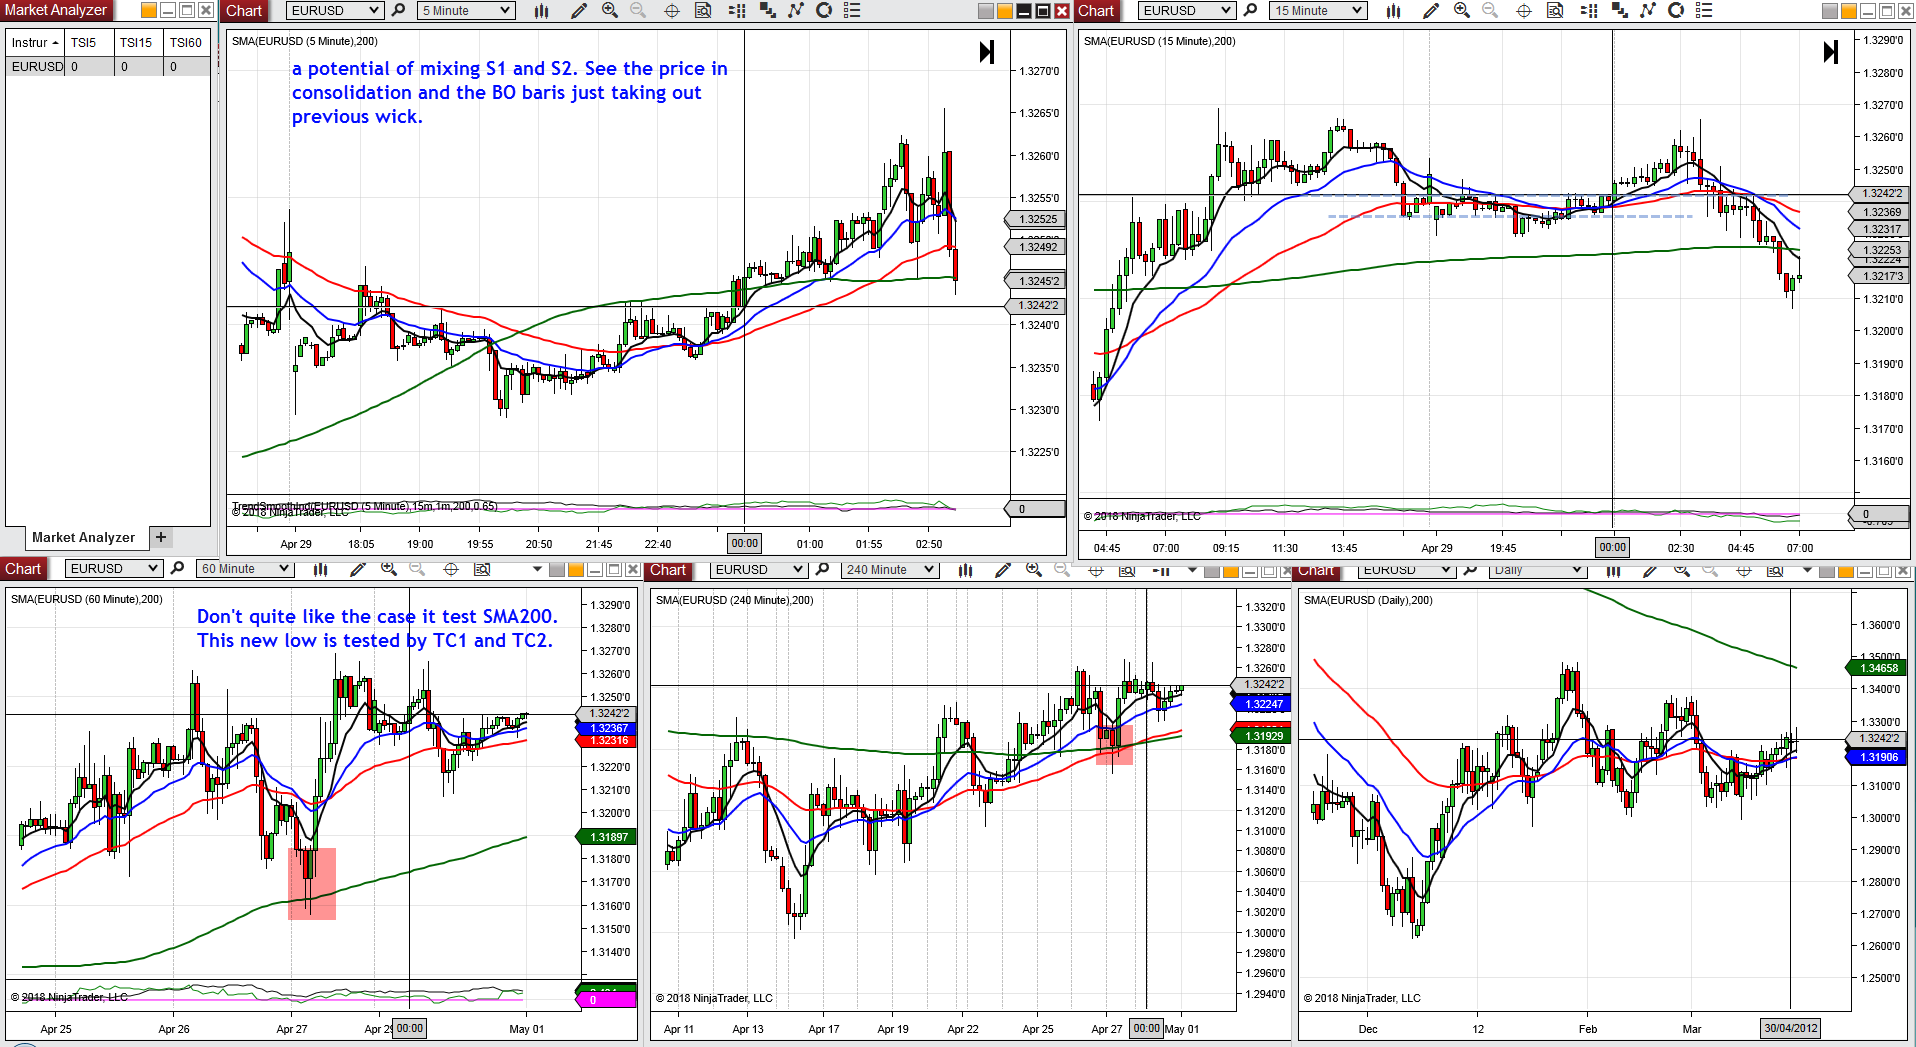 Market Analyzer
Instrur TSI5 TSI15 TSI60
EURUSD 0 0 0
Market Analyzer +
Chart EURUSD 5 Minute
SMA(EURUSD (5 Minute),200)
a potential of mixing S1 and S2. See the price in
consolidation and the BO baris just taking out
previous wick.
1.3270'0
1.3265'0
1.3260'0
1.3255'0
1.32525
1.32492
1.3245'2
1.3242'2
1.3240'0
1.3235'0
1.3230'0
1.3225'0
TrendSmoothing(EURUSD (5 Minute),15m,1m,200,0.65)
© 2018 NinjaTrader, LLC
0
Apr 29 18:05 19:00 19:55 20:50 21:45 22:40 00:00 01:00 01:55 02:50
Chart EURUSD 15 Minute
SMA(EURUSD (15 Minute),200)
1.3290'0
1.3280'0
1.3270'0
1.3260'0
1.3250'0
1.3242'2
1.32369
1.32317
1.32253
1.32224
1.3217'3
1.3210'0
1.3200'0
1.3190'0
1.3180'0
1.3170'0
1.3160'0
© 2018 NinjaTrader, LLC
0
04:45 07:00 09:15 11:30 13:45 Apr 29 19:45 00:00 02:30 04:45 07:00
Chart EURUSD 60 Minute
SMA(EURUSD (60 Minute),200)
Don't quite like the case it test SMA200.
This new low is tested by TC1 and TC2.
1.3290'0
1.3280'0
1.3270'0
1.3260'0
1.3250'0
1.3242'2
1.32367
1.32316
1.3220'0
1.3210'0
1.3200'0
1.31897
1.3180'0
1.3170'0
1.3160'0
1.3150'0
1.3140'0
© 2018 NinjaTrader, LLC
0
Apr 25 Apr 26 Apr 27 Apr 29 00:00 May 01
Chart EURUSD 240 Minute
SMA(EURUSD (240 Minute),200)
1.3320'0
1.3300'0
1.3280'0
1.3260'0
1.3242'2
1.32247
1.31929
1.3180'0
1.3160'0
1.3140'0
1.3120'0
1.3100'0
1.3080'0
1.3060'0
1.3040'0
1.3020'0
1.3000'0
1.2980'0
1.2960'0
1.2940'0
© 2018 NinjaTrader, LLC
Apr 11 Apr 13 Apr 17 Apr 19 Apr 22 Apr 25 Apr 27 00:00 May 01
Chart EURUSD Daily
SMA(EURUSD (Daily),200)
1.3600'0
1.3500'0
1.34658
1.3400'0
1.3300'0
1.3242'2
1.31906
1.3100'0
1.3000'0
1.2900'0
1.2800'0
1.2700'0
1.2600'0
1.2500'0
© 2018 NinjaTrader, LLC
Dec 12 Feb Mar 30/04/2012